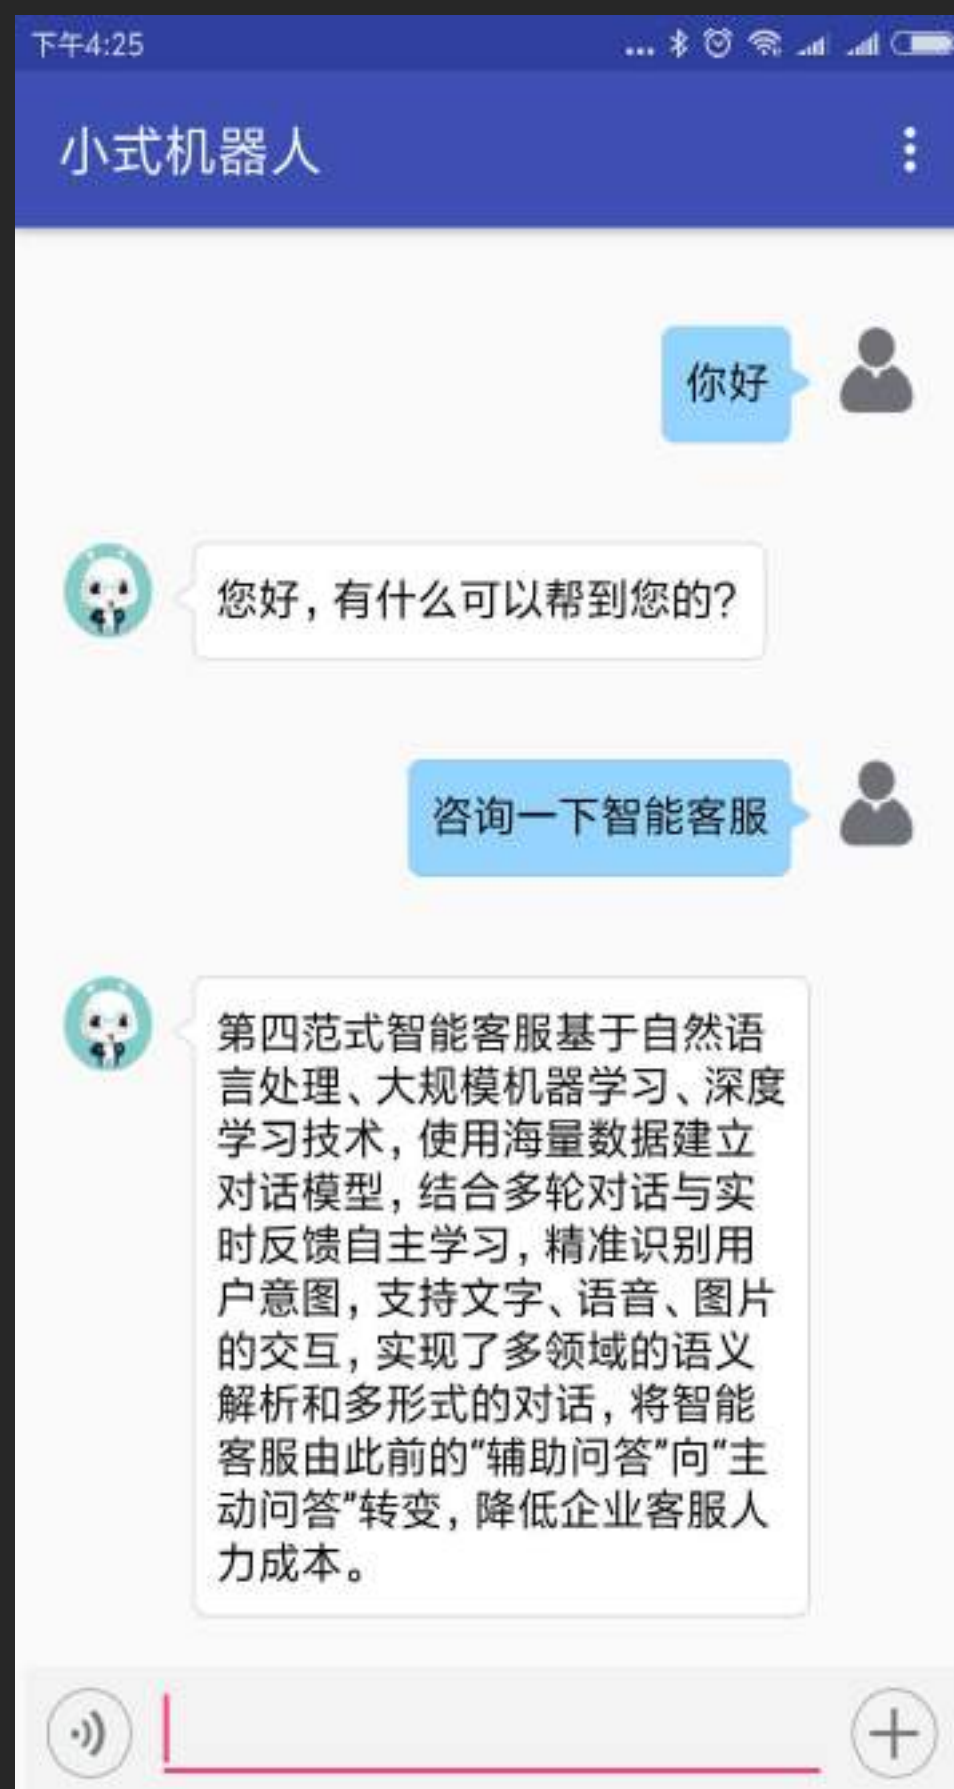 下午4:25
小式机器人
你好
您好，有什么可以帮到您的？
咨询一下智能客服
第四范式智能客服基于自然语
言处理、大规模机器学习、深度
学习技术，使用海量数据建立
对话模型，结合多轮对话与实
时反馈自主学习，精准识别用
户意图，支持文字、语音、图片
的交互，实现了多领域的语义
解析和多形式的对话，将智能
客服由此前的“辅助问答”向“主
动问答”转变，降低企业客服人
力成本。